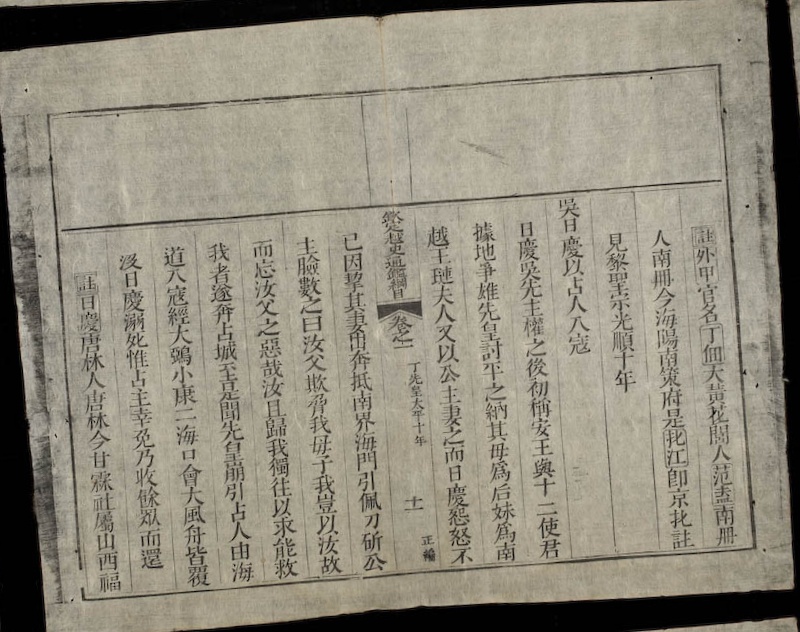 註外甲官名丁佃大黃花閭人范盍南冊
人南冊今海陽南策府是北江卽京北註
見黎聖宗光順十年
吳日慶以占人入寇
日慶吳先主權之後初稱安王與十二使君
據地爭雄先皇討平之納其母爲后妹爲南
越王璉夫人又以公主妻之而日慶怨怒不
欽定越史通鑑綱目 卷之一 丁先皇太平十年 十一 正編
已因挈其妻帑奔抵南界海門引佩刀斫公
主臉數之曰汝父欺脅我母子我豈以汝故
而忘汝父之惡哉汝且歸我獨往以求能救
我者遂奔占城至是聞先皇崩引占人由海
道入寇經大鵶小康二海口會大風舟皆覆
沒日慶溺死惟占主幸免乃收餘眾而還
註日慶唐林人唐林今甘霖社屬山西福